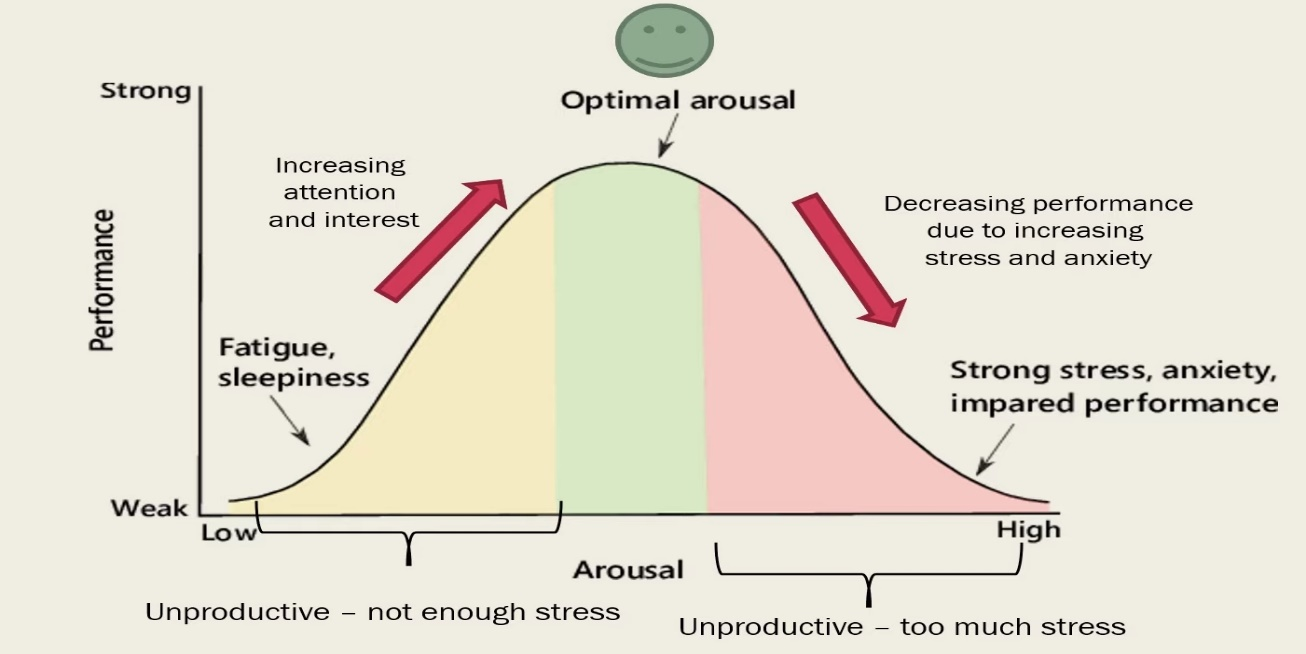 Strong
Optimal arousal
Increasing
attention
and interest
Decreasing performance
due to increasing
stress and anxiety
Performance
Fatigue,
sleepiness
Strong stress, anxiety,
impared performance
Weak
Low
High
Arousal
Unproductive – not enough stress
Unproductive – too much stress